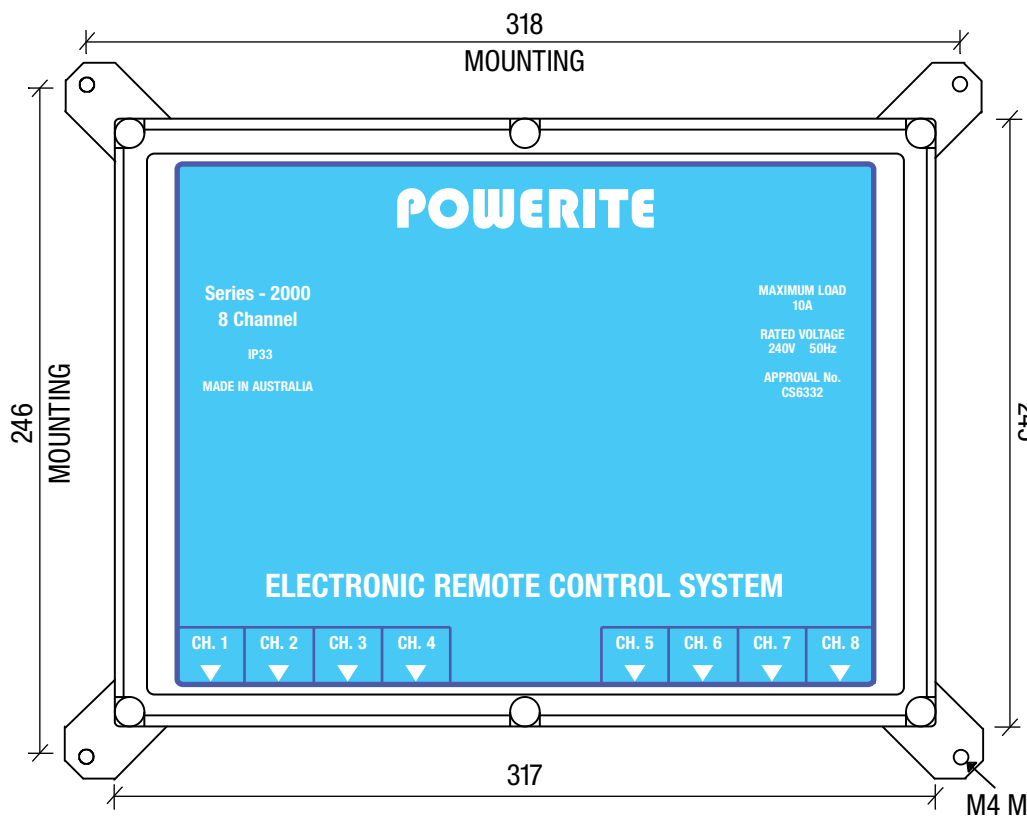 318
MOUNTING
POWERITE
Series - 2000
8 Channel
IP33
MADE IN AUSTRALIA
MAXIMUM LOAD
10A
RATED VOLTAGE
240V 50Hz
APPROVAL No.
CS6332
246
MOUNTING
ELECTRONIC REMOTE CONTROL SYSTEM
CH. 1 CH. 2 CH. 3 CH. 4 CH. 5 CH. 6 CH. 7 CH. 8
317
M4 M